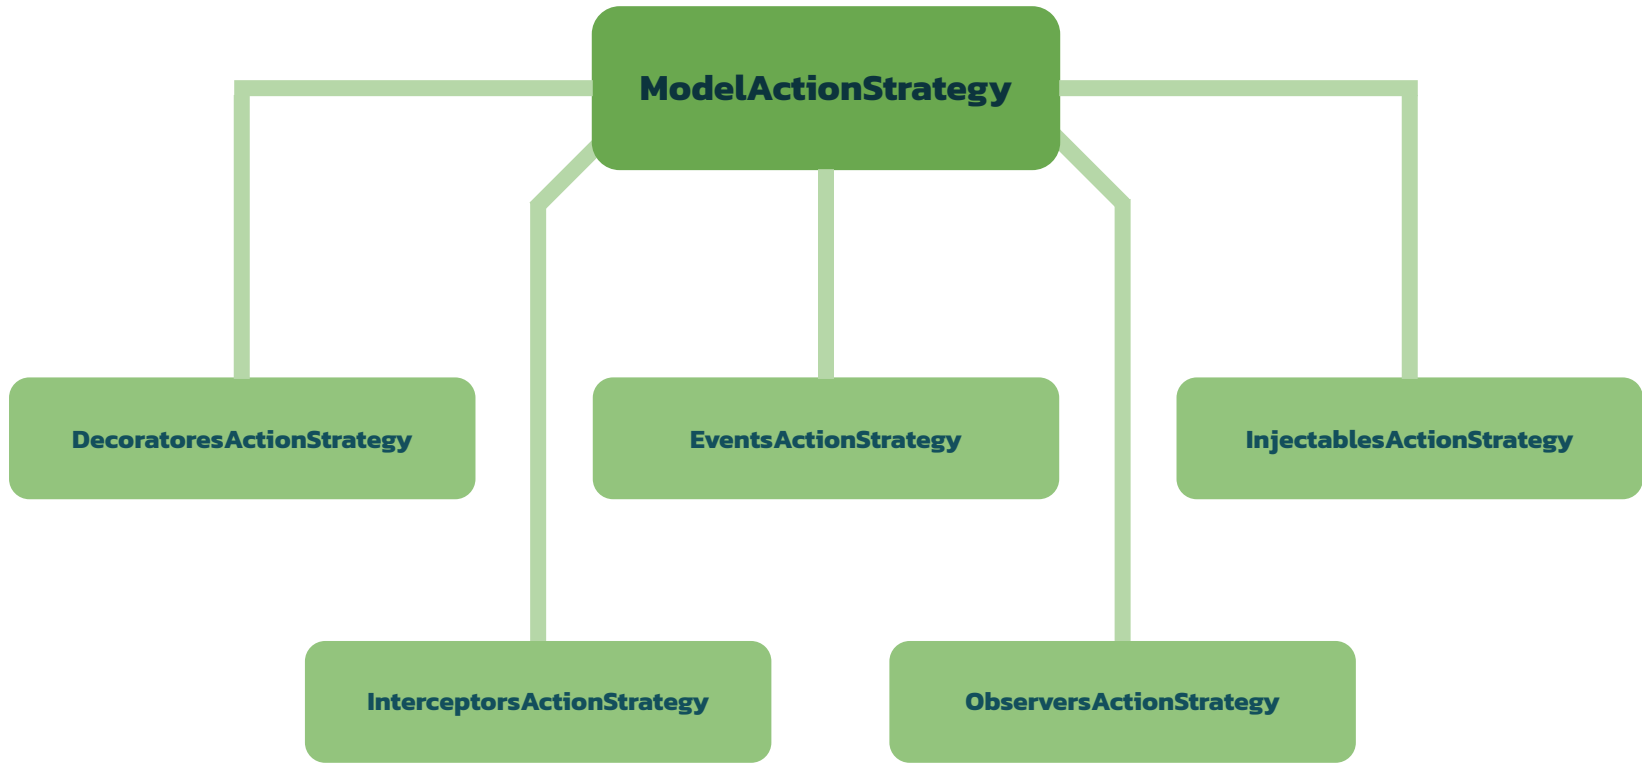 ModelActionStrategy
DecoratoresActionStrategy
EventsActionStrategy
InjectablesActionStrategy
InterceptorsActionStrategy
ObserversActionStrategy